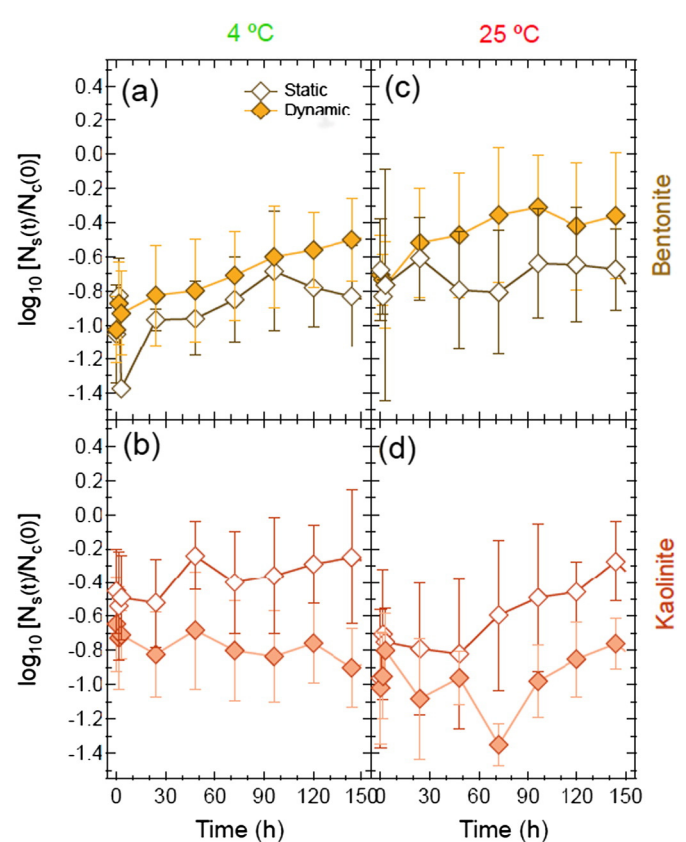 4 ºC 25 ºC
(a) Static (c)
Dynamic
0.4
0.2
0.0
-0.2
-0.4
-0.6
-0.8
-1.0
-1.2
-1.4
log10 [Ns(t)/Nc(0)]
Bentonite
(b) (d)
0.4
0.2
0.0
-0.2
-0.4
-0.6
-0.8
-1.0
-1.2
-1.4
log10 [Ns(t)/Nc(0)]
Kaolinite
0 30 60 90 120 150 0 30 60 90 120 150
Time (h) Time (h)